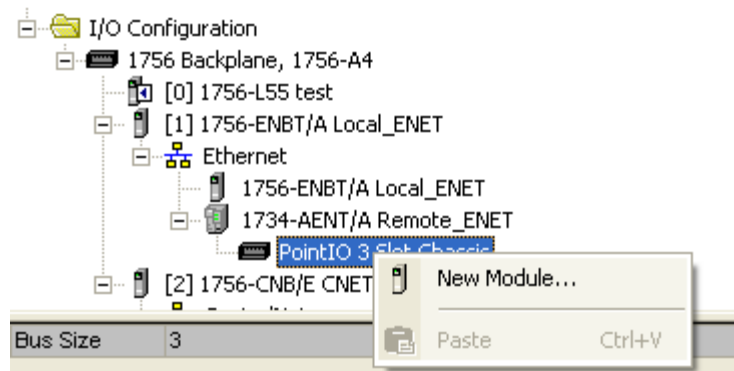 I/O Configuration
1756 Backplane, 1756-A4
[0] 1756-L55 test
[1] 1756-ENBT/A Local_ENET
Ethernet
1756-ENBT/A Local_ENET
1734-AENT/A Remote_ENET
PointIO 3 Slot Chassis
[2] 1756-CNB/E CNET
New Module...
Bus Size 3
Paste Ctrl+V